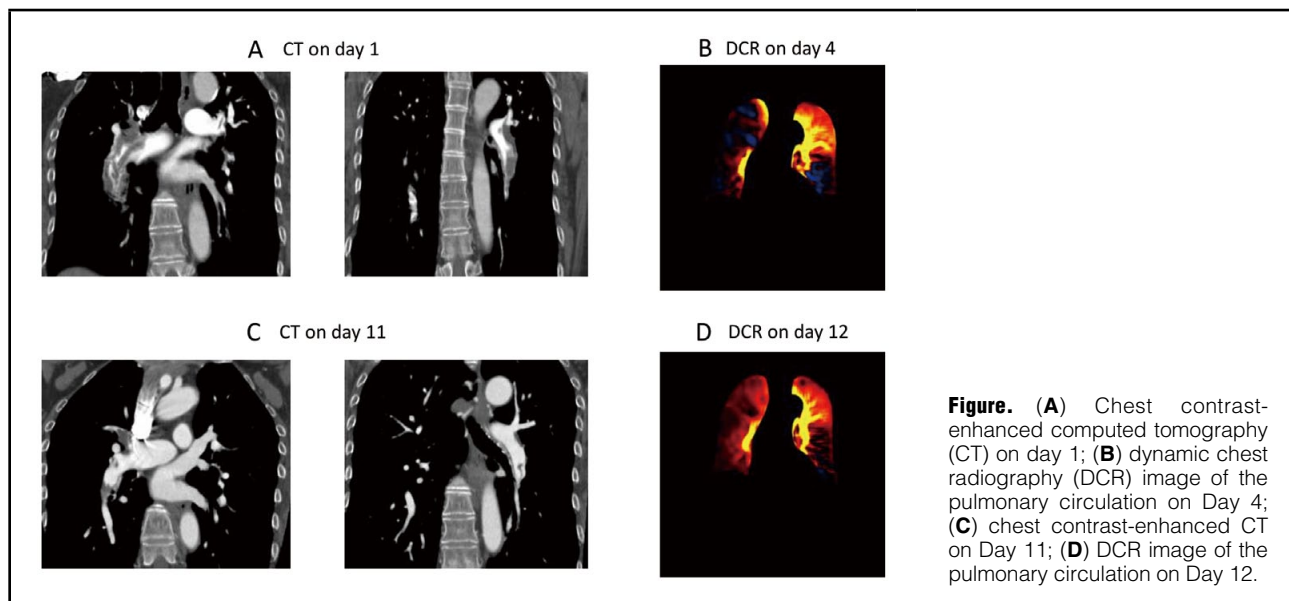 A CT on day 1
B DCR on day 4
C CT on day 11
D DCR on day 12
Figure. (A) Chest contrast-
enhanced computed tomography
(CT) on day 1; (B) dynamic chest
radiography (DCR) image of the
pulmonary circulation on Day 4;
(C) chest contrast-enhanced CT
on Day 11; (D) DCR image of the
pulmonary circulation on Day 12.